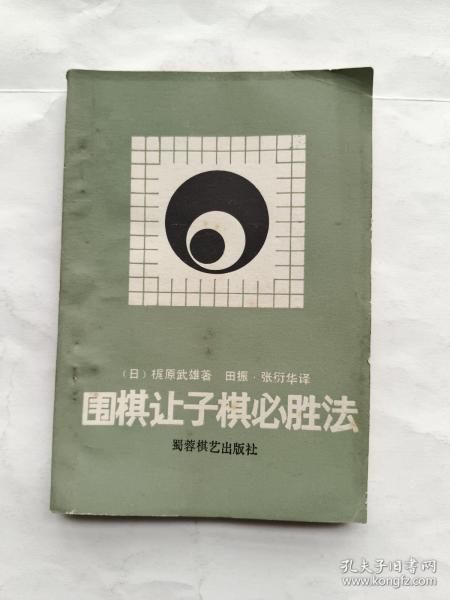 （日）梶原武雄著　田振·张衍华译
围棋让子棋必胜法
蜀蓉棋艺出版社
孔夫子旧书网
www.kongfz.com